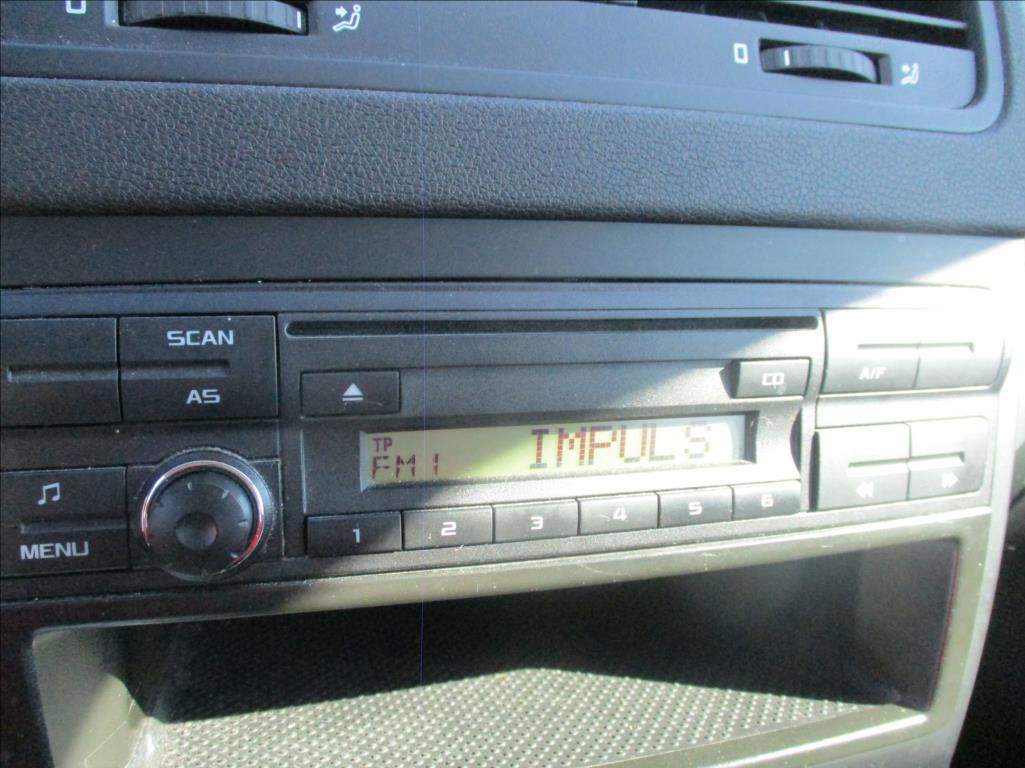 SCAN
AS
A/F
CD
TP
FM1
IMPULS
MENU
1 2 3 4 5 6